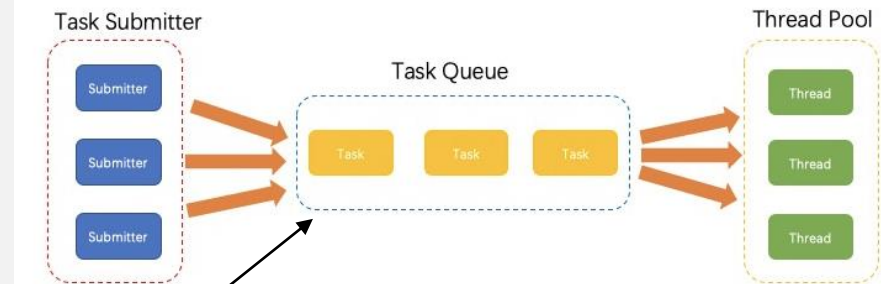 Task Submitter
Thread Pool
Task Queue
Submitter
Submitter
Submitter
Task
Task
Task
Thread
Thread
Thread